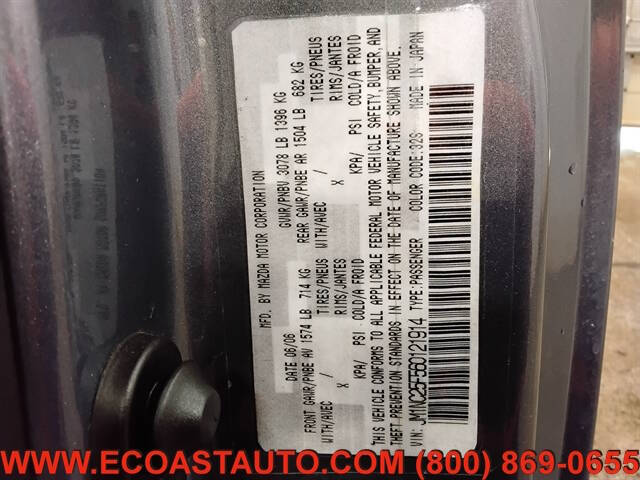 MFD. BY MAZDA MOTOR CORPORATION
DATE: 06/06 GVWR/PNBV 3078 LB 1396 KG
FRONT GAWR/PNBE AV 1574 LB 714 KG REAR GAWR/PNBE AR 1504 LB 682 KG
WITH/AVEC / TIRES/PNEUS WITH/AVEC / TIRES/PNEUS
X RIMS/JANTES X RIMS/JANTES
KPA/ PSI COLD/A FROID KPA/ PSI COLD/A FROID
THIS VEHICLE CONFORMS TO ALL APPLICABLE FEDERAL MOTOR VEHICLE SAFETY, BUMPER, AND
THEFT PREVENTION STANDARDS IN EFFECT ON THE DATE OF MANUFACTURE SHOWN ABOVE.
VIN: JM1NC25F560121914 TYPE:PASSENGER COLOR CODE:32S MADE IN JAPAN
WWW.ECOASTAUTO.COM (800) 869-0655